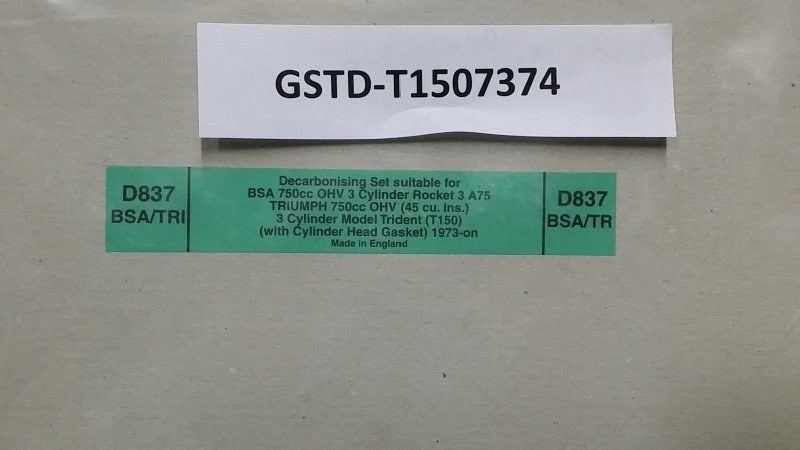 GSTD-T1507374
D837
BSA/TRI
Decarbonising Set suitable for
BSA 750cc OHV 3 Cylinder Rocket 3 A75
TRIUMPH 750cc OHV (45 cu. ins.)
3 Cylinder Model Trident (T150)
(with Cylinder Head Gasket) 1973-on
Made in England
D837
BSA/TR